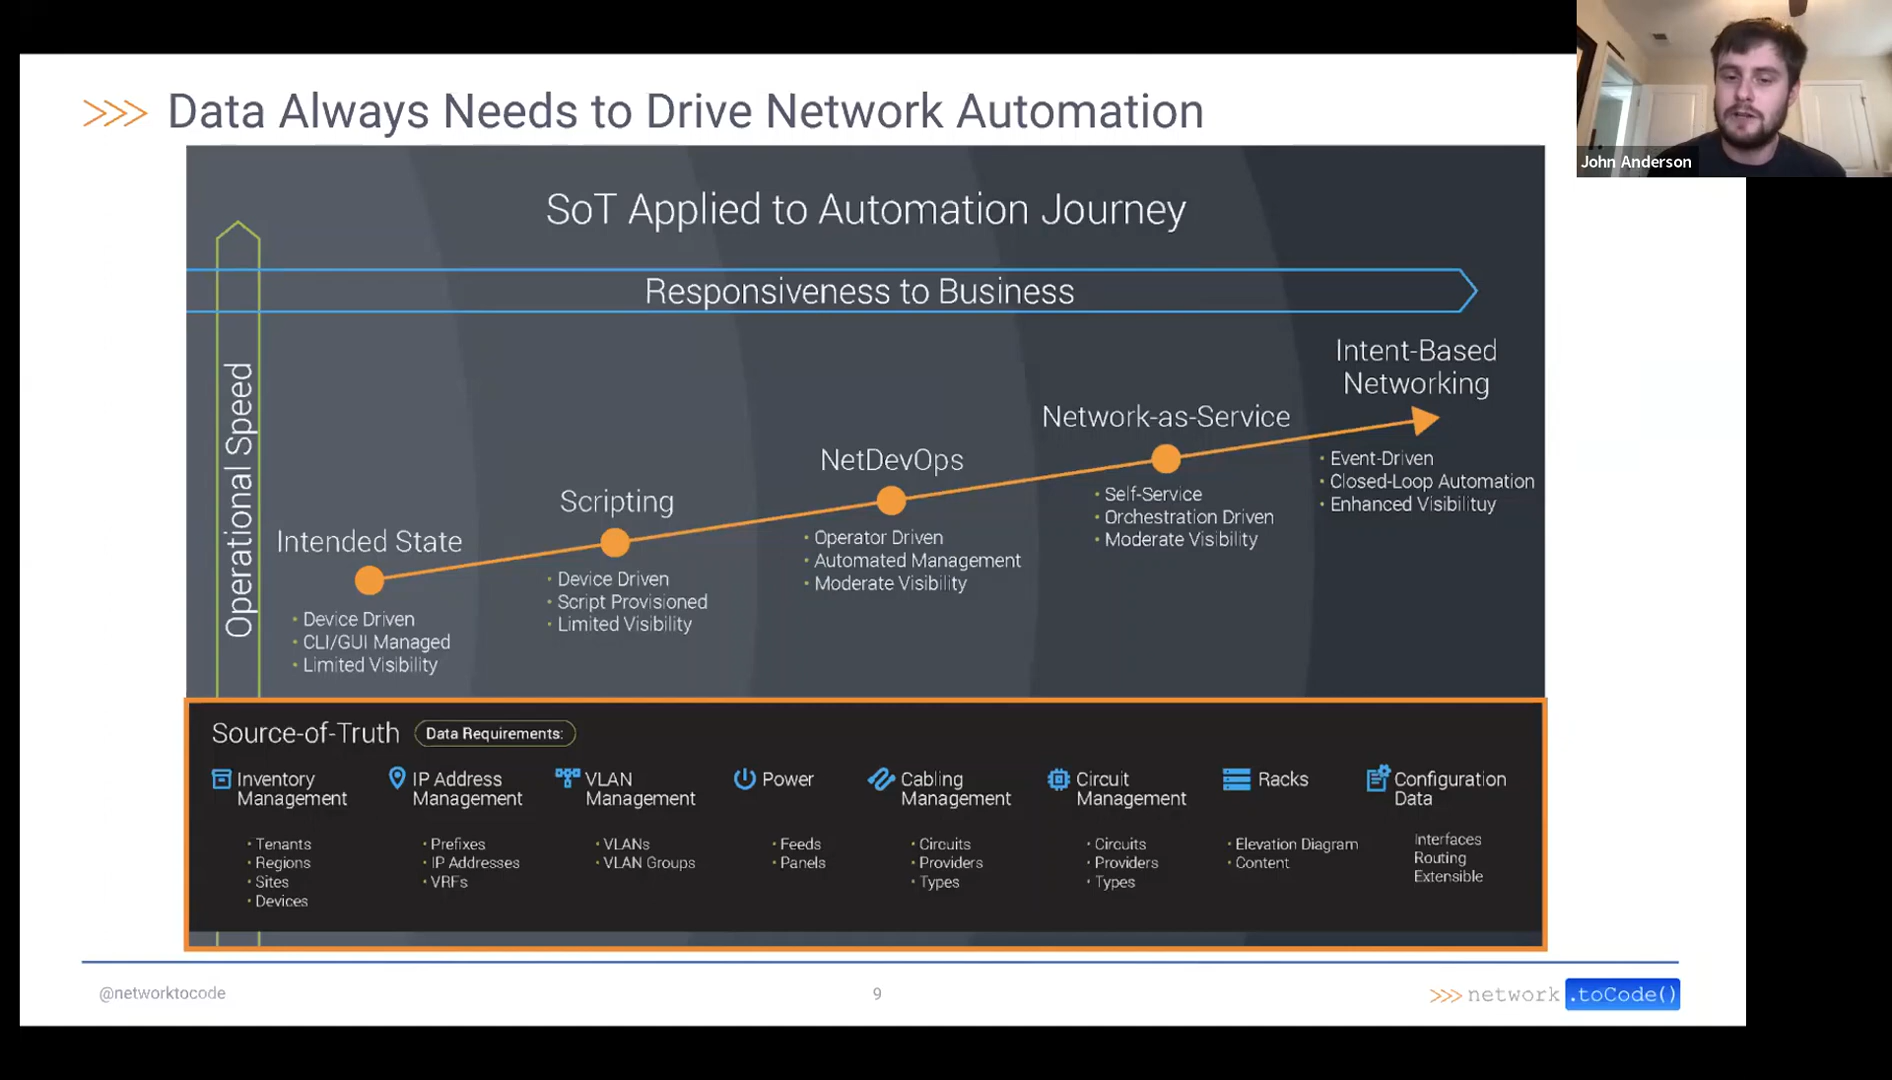 >>> Data Always Needs to Drive Network Automation
John Anderson
SoT Applied to Automation Journey
Responsiveness to Business
Operational Speed
Intended State
• Device Driven
• CLI/GUI Managed
• Limited Visibility
Scripting
• Device Driven
• Script Provisioned
• Limited Visibility
NetDevOps
• Operator Driven
• Automated Management
• Moderate Visibility
Network-as-Service
• Self-Service
• Orchestration Driven
• Moderate Visibility
Intent-Based
Networking
• Event-Driven
• Closed-Loop Automation
• Enhanced Visibilituy
Source-of-Truth
Data Requirements:
Inventory
Management
• Tenants
• Regions
• Sites
• Devices
IP Address
Management
• Prefixes
• IP Addresses
• VRFs
VLAN
Management
• VLANs
• VLAN Groups
Power
• Feeds
• Panels
Cabling
Management
• Circuits
• Providers
• Types
Circuit
Management
• Circuits
• Providers
• Types
Racks
• Elevation Diagram
• Content
Configuration
Data
Interfaces
Routing
Extensible
@networktocode
9
>>> network .toCode()